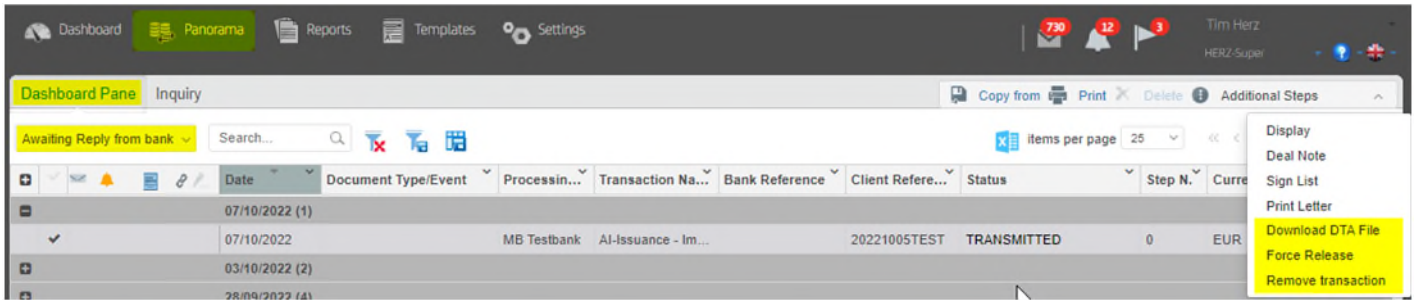 Dashboard Panorama Reports Templates Settings 730 12 3 Tim Herz
HERZ-Super
Dashboard Pane Inquiry Copy from Print Delete Additional Steps
Awaiting Reply from bank Search... items per page 25
Display
Deal Note
Sign List
Print Letter
Download DTA File
Force Release
Remove transaction
Date Document Type/Event Processin... Transaction Na... Bank Reference Client Refere... Status Step N. Curre
07/10/2022 (1)
07/10/2022 MB Testbank AI-Issuance - Im... 20221005TEST TRANSMITTED 0 EUR
03/10/2022 (2)
28/09/2022 (4)